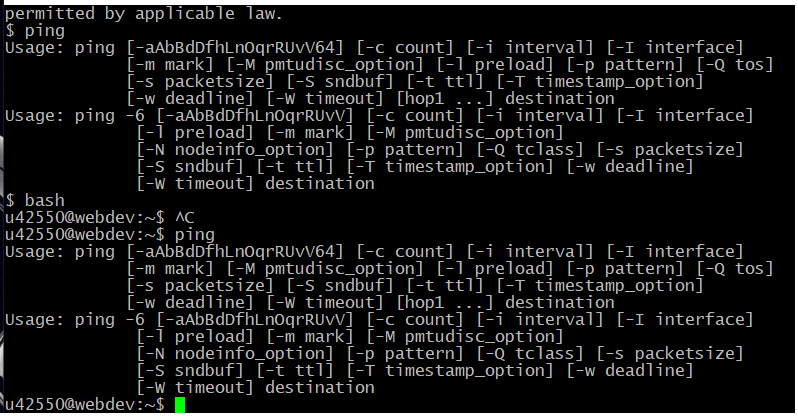 permitted by applicable law.
$ ping
Usage: ping [-aAbBdDfhLnOqrRUvV64] [-c count] [-i interval] [-I interface]
            [-m mark] [-M pmtudisc_option] [-l preload] [-p pattern] [-Q tos]
            [-s packetsize] [-S sndbuf] [-t ttl] [-T timestamp_option]
            [-w deadline] [-W timeout] [hop1 ...] destination
Usage: ping -6 [-aAbBdDfhLnOqrRUvV] [-c count] [-i interval] [-I interface]
             [-l preload] [-m mark] [-M pmtudisc_option]
             [-N nodeinfo_option] [-p pattern] [-Q tclass] [-s packetsize]
             [-S sndbuf] [-t ttl] [-T timestamp_option] [-w deadline]
             [-W timeout] destination
$ bash
u42550@webdev:~$ ^C
u42550@webdev:~$ ping
Usage: ping [-aAbBdDfhLnOqrRUvV64] [-c count] [-i interval] [-I interface]
            [-m mark] [-M pmtudisc_option] [-l preload] [-p pattern] [-Q tos]
            [-s packetsize] [-S sndbuf] [-t ttl] [-T timestamp_option]
            [-w deadline] [-W timeout] [hop1 ...] destination
Usage: ping -6 [-aAbBdDfhLnOqrRUvV] [-c count] [-i interval] [-I interface]
             [-l preload] [-m mark] [-M pmtudisc_option]
             [-N nodeinfo_option] [-p pattern] [-Q tclass] [-s packetsize]
             [-S sndbuf] [-t ttl] [-T timestamp_option] [-w deadline]
             [-W timeout] destination
u42550@webdev:~$